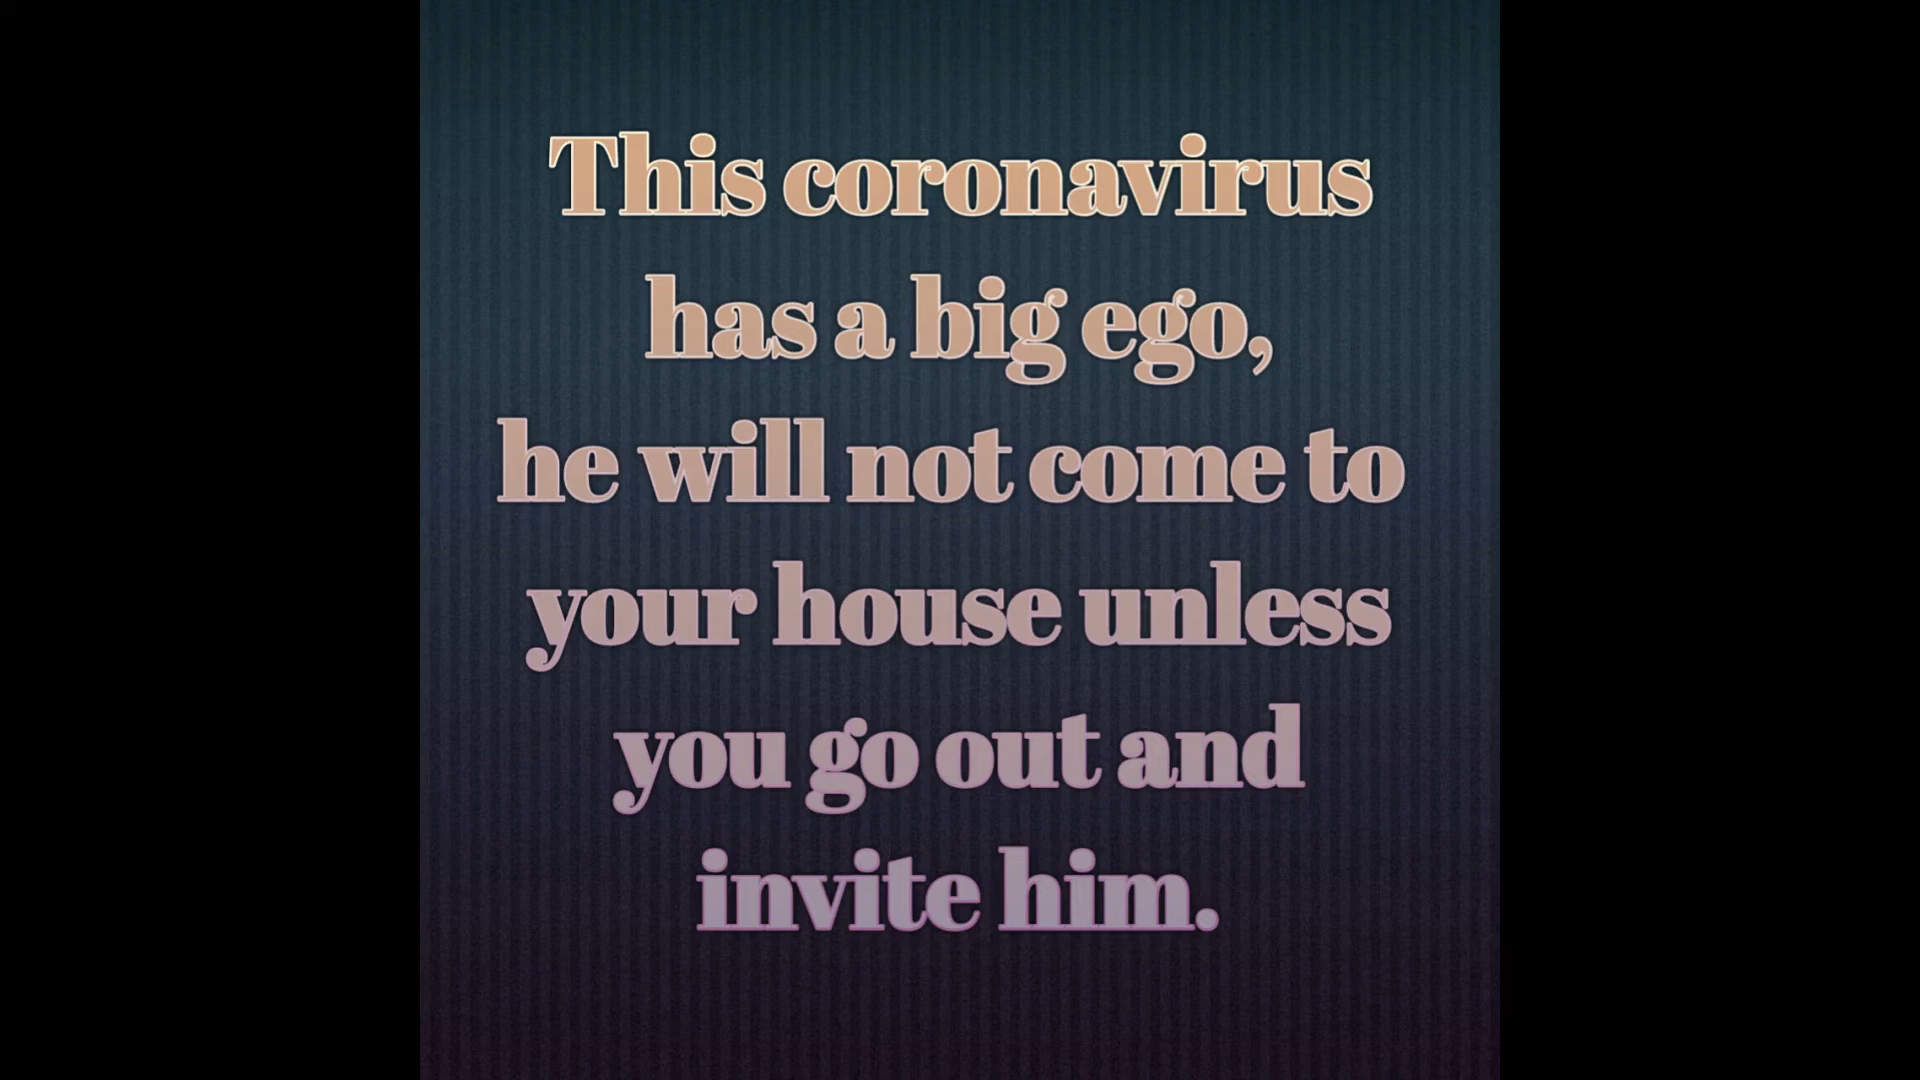 This coronavirus
has a big ego,
he will not come to
your house unless
you go out and
invite him.